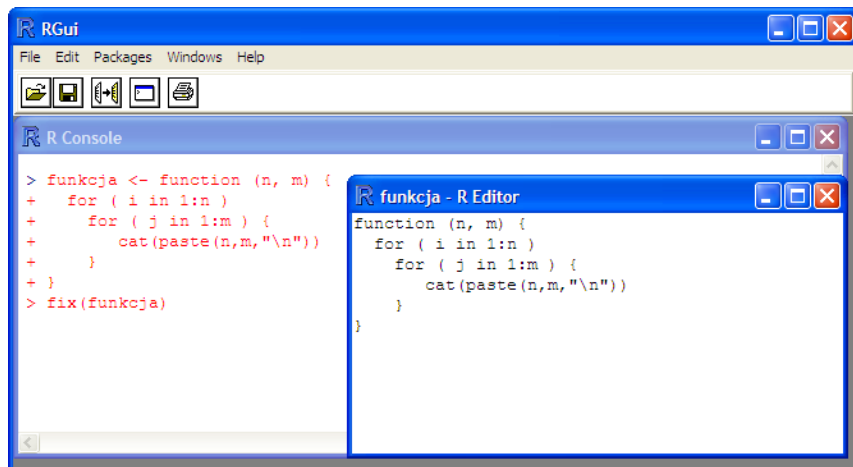 RGui
File Edit Packages Windows Help
R Console
> funkcja <- function (n, m) {
+   for ( i in 1:n )
+     for ( j in 1:m ) {
+        cat(paste(n,m,"\n"))
+     }
+ }
> fix(funkcja)
funkcja - R Editor
function (n, m) {
  for ( i in 1:n )
    for ( j in 1:m ) {
       cat(paste(n,m,"\n"))
    }
}